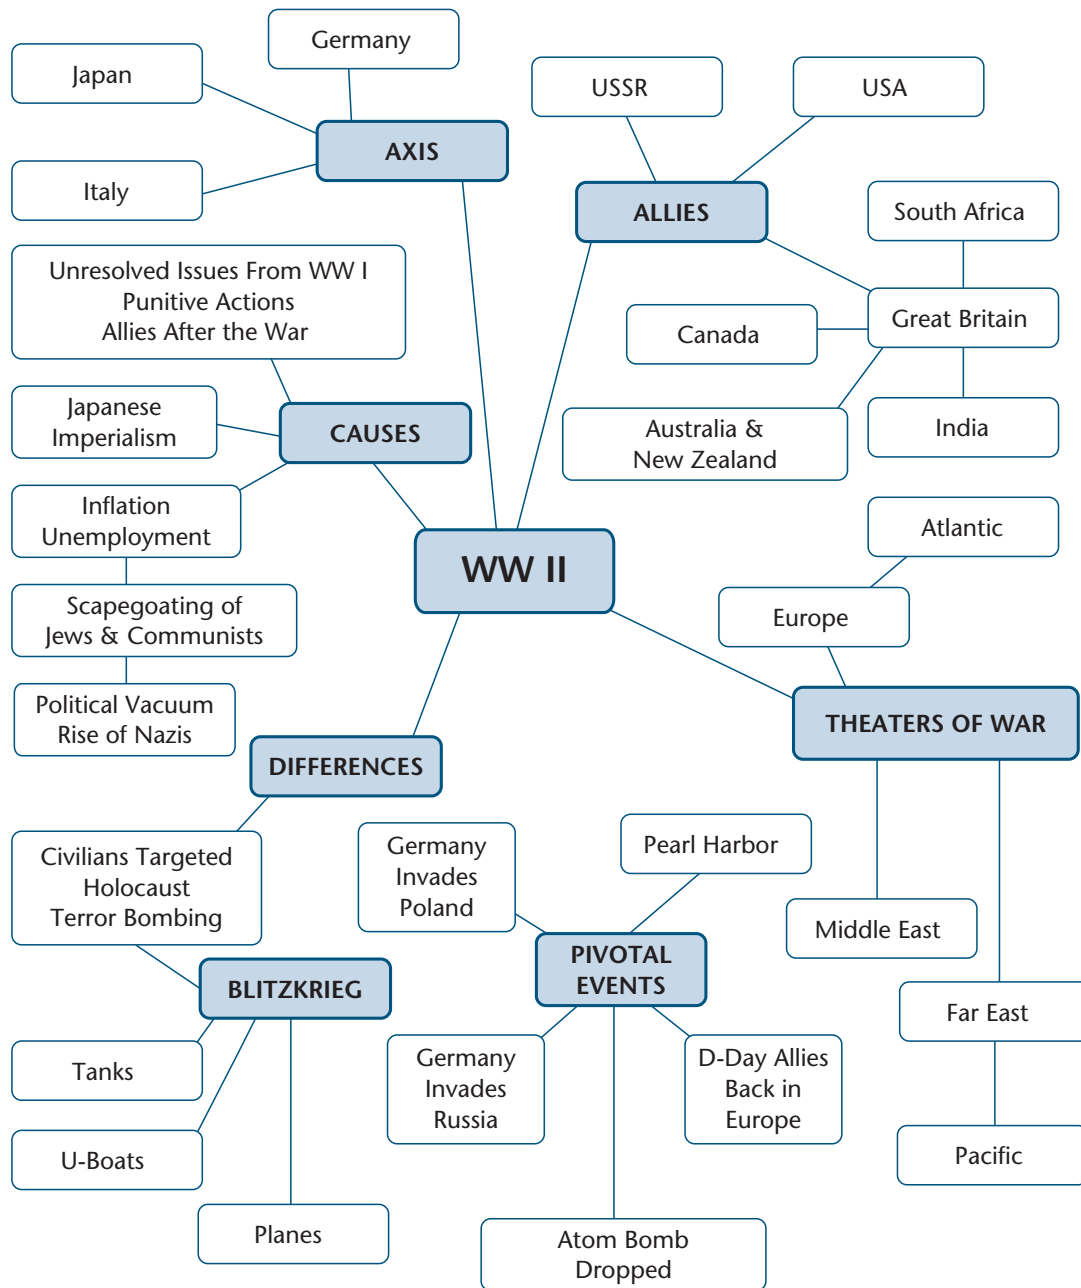 Germany
Japan
AXIS
Italy
USSR
USA
ALLIES
South Africa
Great Britain
Canada
Australia &
New Zealand
India
Unresolved Issues From WW I
Punitive Actions
Allies After the War
Japanese
Imperialism
CAUSES
Inflation
Unemployment
Scapegoating of
Jews & Communists
Political Vacuum
Rise of Nazis
WW II
Atlantic
Europe
THEATERS OF WAR
Middle East
Far East
Pacific
DIFFERENCES
Civilians Targeted
Holocaust
Terror Bombing
BLITZKRIEG
Tanks
U-Boats
Planes
Germany
Invades
Poland
Pearl Harbor
PIVOTAL
EVENTS
Germany
Invades
Russia
D-Day Allies
Back in
Europe
Atom Bomb
Dropped